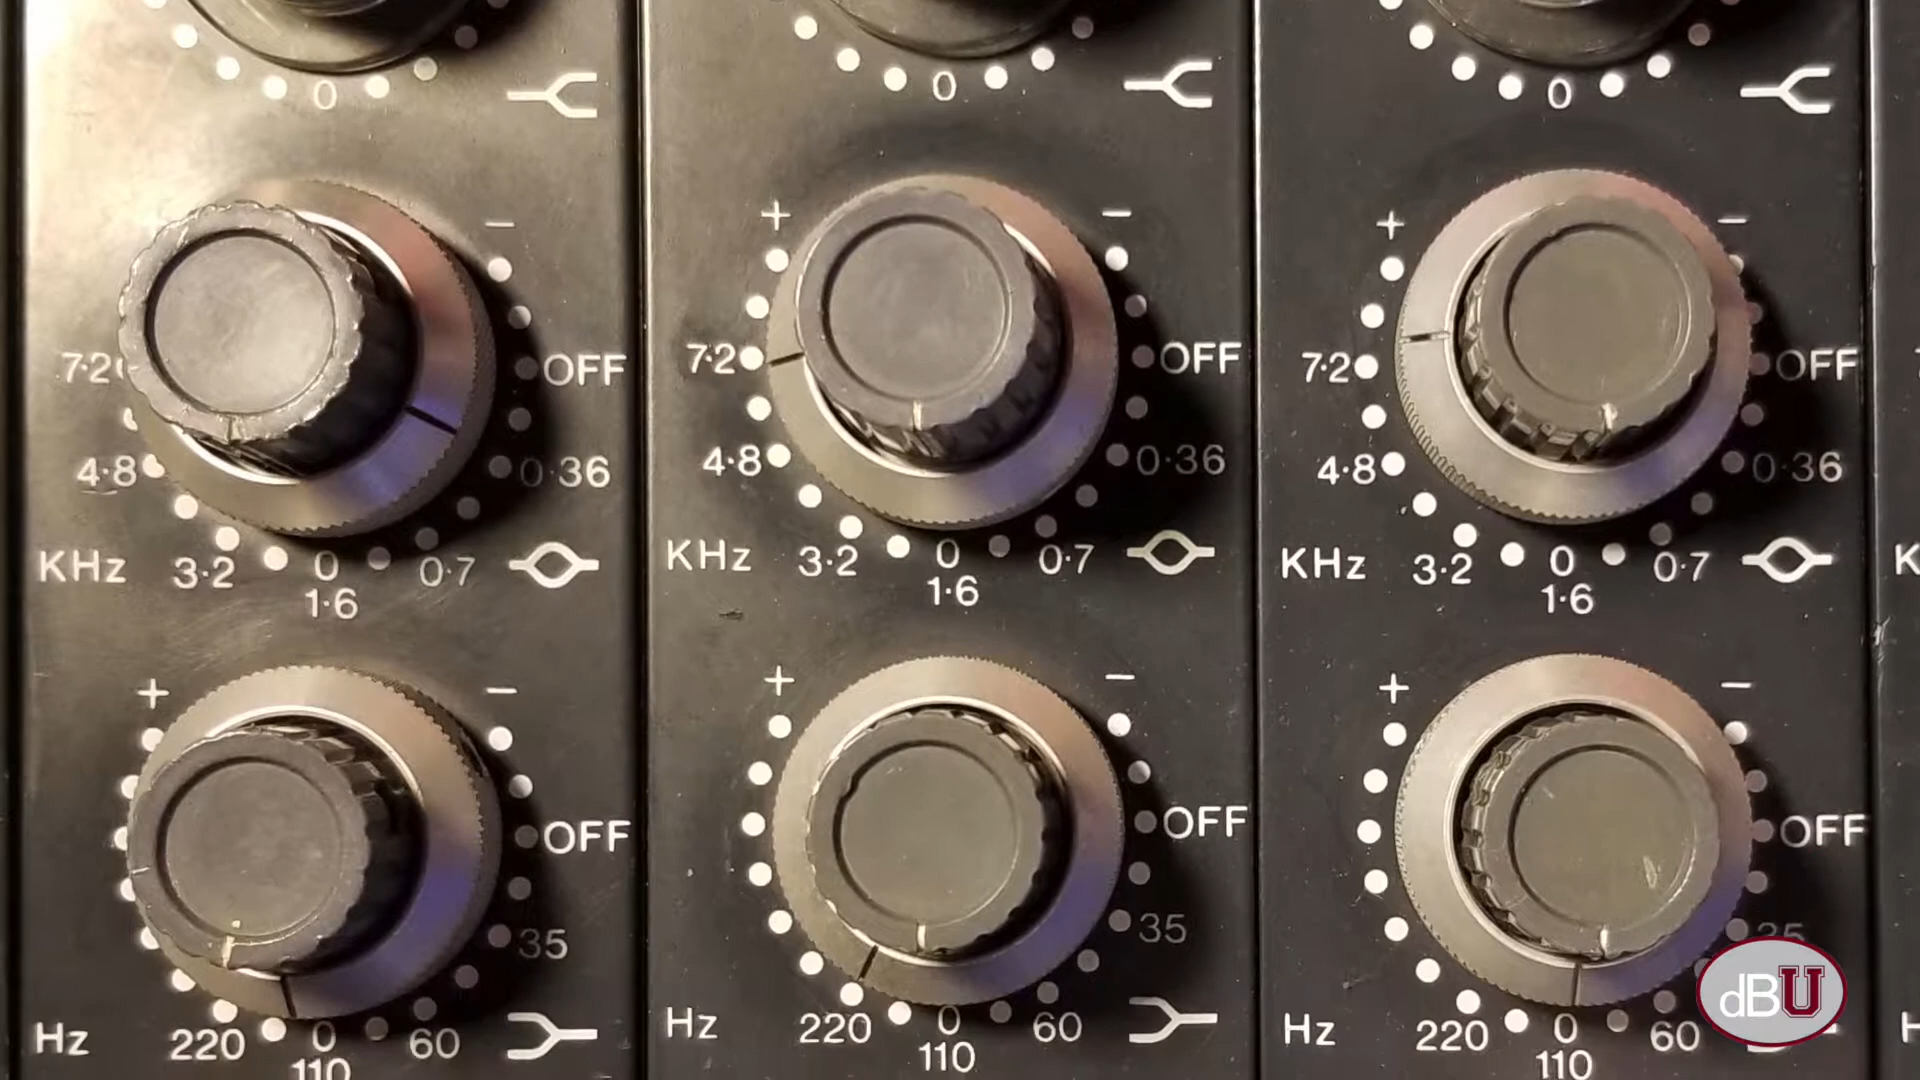 0 0 0
+ − + − + −
7·2 OFF 7·2 OFF 7·2 OFF
4·8 0·36 4·8 0·36 4·8 0·36
KHz 3·2 0 0·7 KHz 3·2 0 0·7 KHz 3·2 0 0·7 K
1·6 1·6 1·6
+ − + − + −
OFF OFF OFF
35 35 35
dBU
Hz 220 0 60 Hz 220 0 60 Hz 220 0 60 H
110 110 110